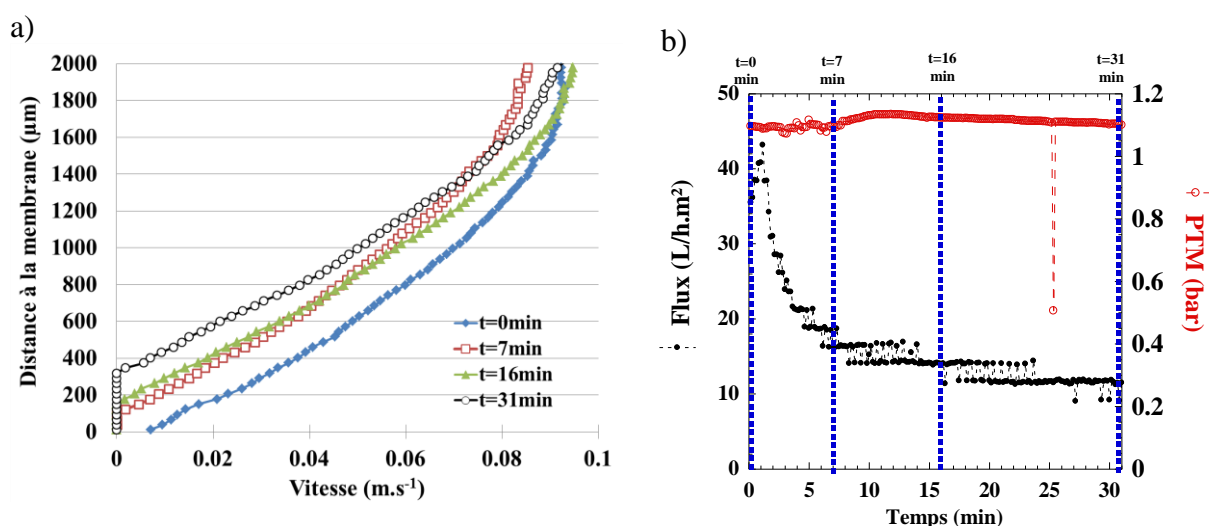 a)
2000
1800
1600
1400
1200
1000
800
600
400
200
0
Distance à la membrane (µm)
t=0min
t=7min
t=16min
t=31min
0
0.02
0.04
0.06
0.08
0.1
Vitesse (m.s⁻¹)
b)
t=0
min
t=7
min
t=16
min
t=31
min
50
40
30
20
10
0
Flux (L/h.m²)
1.2
1
0.8
0.6
0.4
0.2
0
PTM (bar)
0
5
10
15
20
25
30
Temps (min)